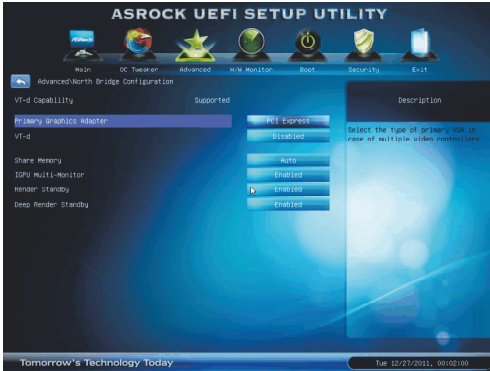 ASROCK UEFI SETUP UTILITY
ASRock
Main OC Tweaker Advanced H/W Monitor Boot Security Exit
Advanced\North Bridge Configuration
VT-d Capability Supported
Description
Primary Graphics Adapter PCI Express
Select the type of primary VGA in
case of multiple video controllers.
VT-d Disabled
Share Memory Auto
IGPU Multi-Monitor Enabled
Render Standby Enabled
Deep Render Standby Enabled
Tomorrow's Technology Today
Tue 12/27/2011, 00:02:00